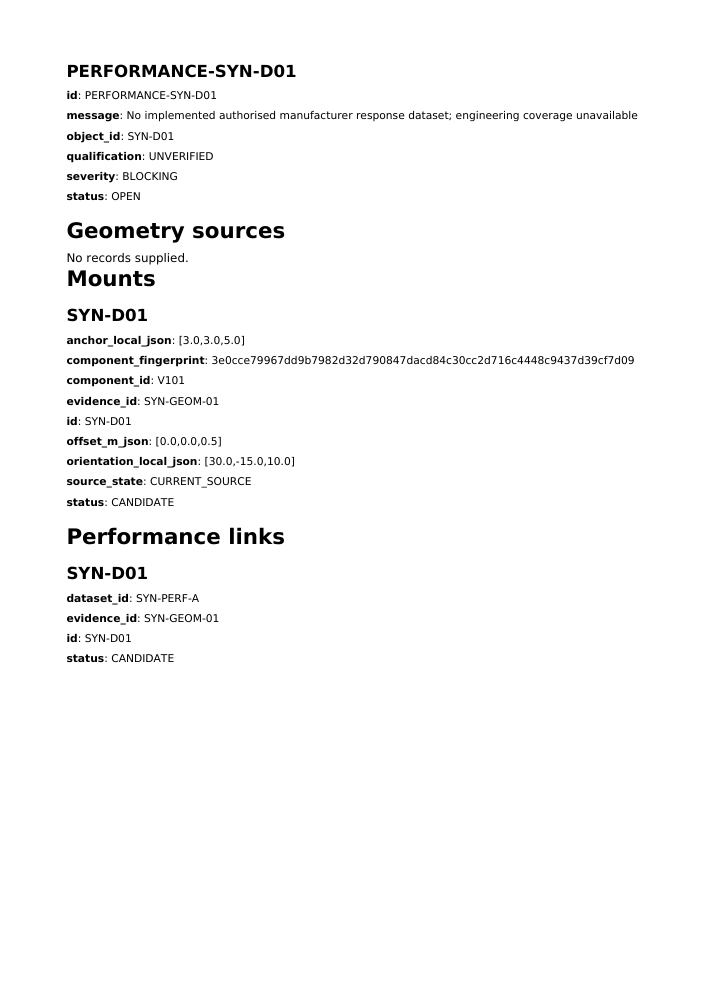 PERFORMANCE-SYN-D01
id: PERFORMANCE-SYN-D01
message: No implemented authorised manufacturer response dataset; engineering coverage unavailable
object_id: SYN-D01
qualification: UNVERIFIED
severity: BLOCKING
status: OPEN
Geometry sources
No records supplied.
Mounts
SYN-D01
anchor_local_json: [3.0,3.0,5.0]
component_fingerprint: 3e0cce79967dd9b7982d32d790847dacd84c30cc2d716c4448c9437d39cf7d09
component_id: V101
evidence_id: SYN-GEOM-01
id: SYN-D01
offset_m_json: [0.0,0.0,0.5]
orientation_local_json: [30.0,-15.0,10.0]
source_state: CURRENT_SOURCE
status: CANDIDATE
Performance links
SYN-D01
dataset_id: SYN-PERF-A
evidence_id: SYN-GEOM-01
id: SYN-D01
status: CANDIDATE